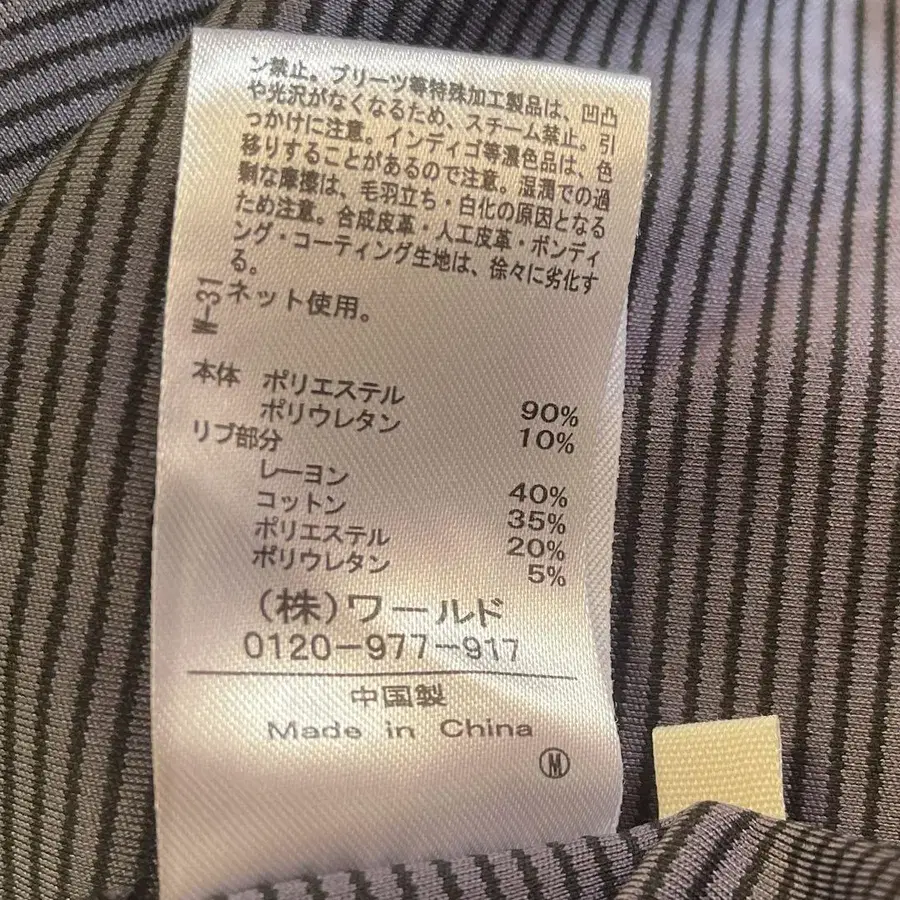 ン禁止。プリーツ等特殊加工製品は、凹凸
や光沢がなくなるため、スチーム禁止。引
っかけに注意。インディゴ等濃色品は、色
移りすることがあるので注意。湿潤での過
剰な摩擦は、毛羽立ち・白化の原因となる
ため注意。合成皮革・人工皮革・ボンディ
ング・コーティング生地は、徐々に劣化す
る。
ネット使用。
W-31
本体 ポリエステル 90%
ポリウレタン 10%
リブ部分
レーヨン 40%
コットン 35%
ポリエステル 20%
ポリウレタン 5%
(株)ワールド
0120-977-917
中国製
Made in China
Ⓜ